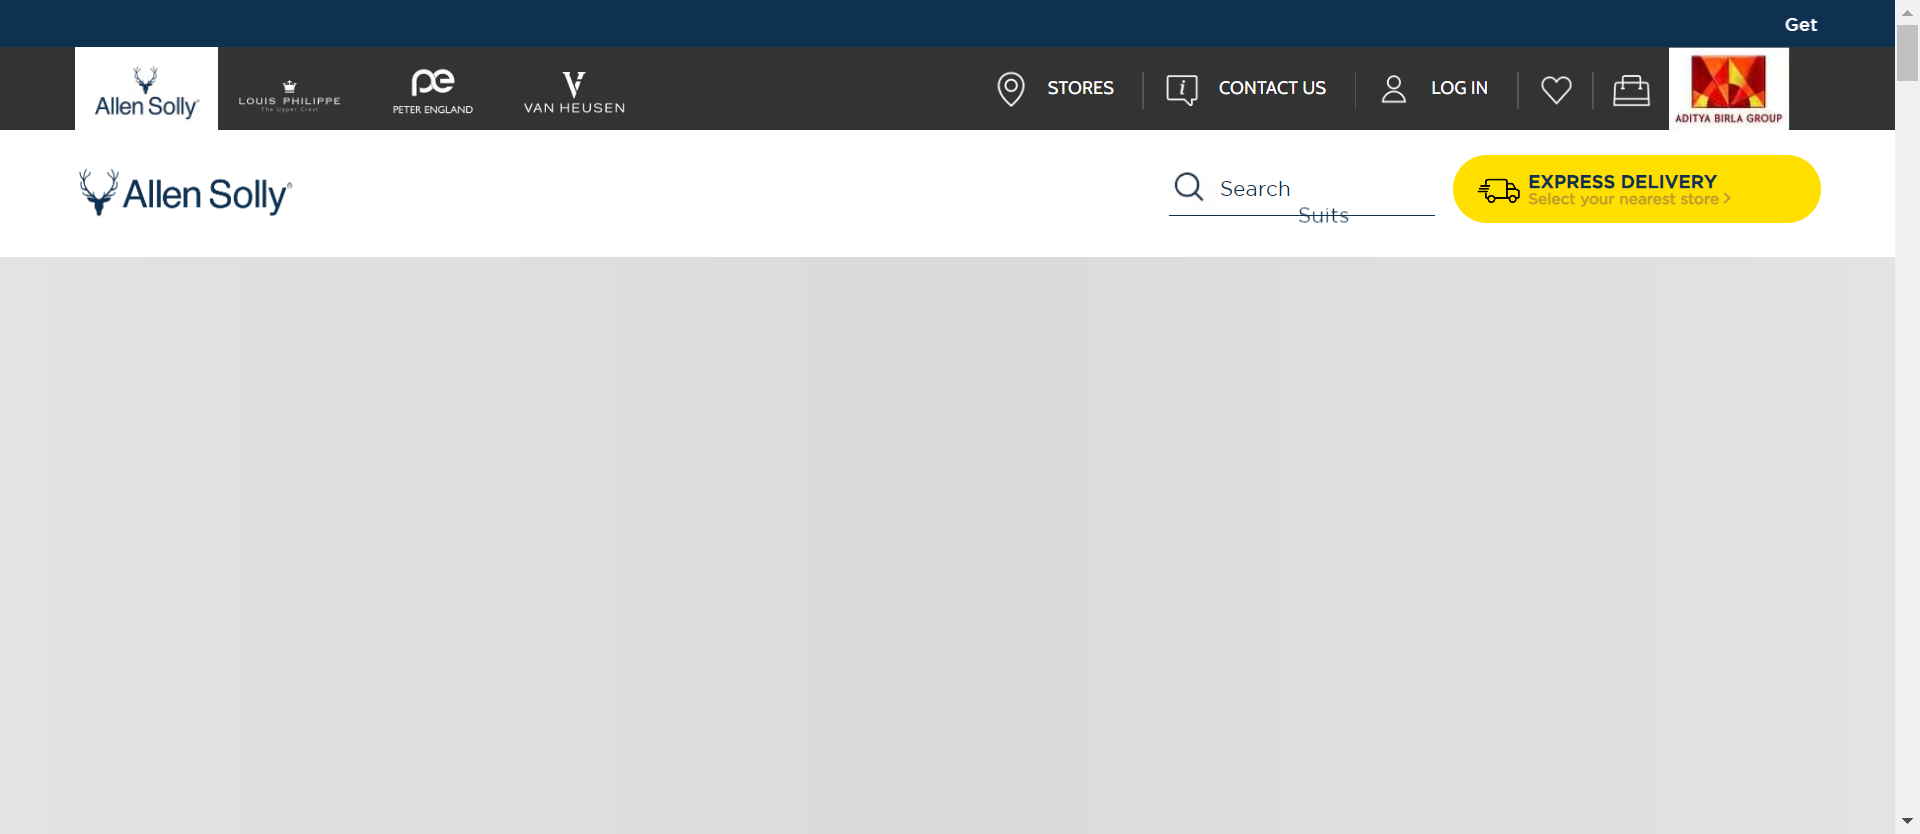 Get
Allen Solly
LOUIS PHILIPPE
The Upper Crest
pe
PETER ENGLAND
VAN HEUSEN
STORES
CONTACT US
LOG IN
ADITYA BIRLA GROUP
Allen Solly
Search
Suits
EXPRESS DELIVERY
Select your nearest store >